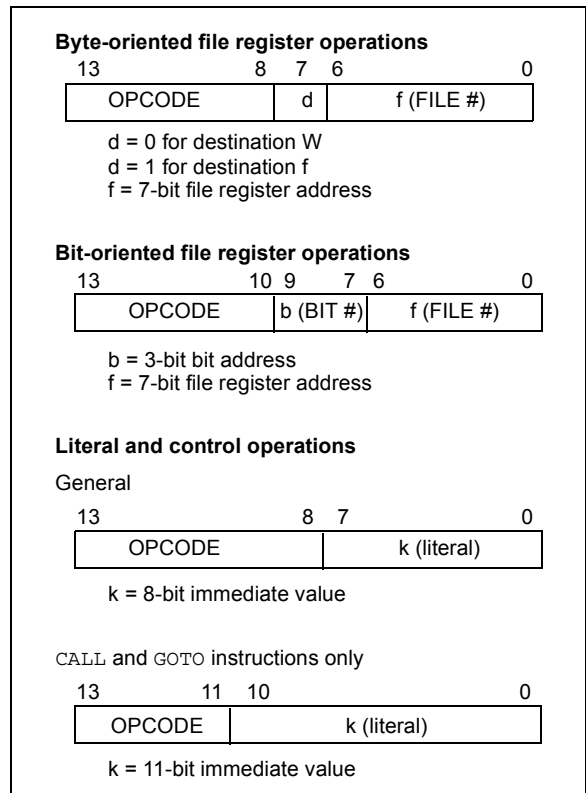 Byte-oriented file register operations
13 8 7 6 0
OPCODE d f (FILE #)
d = 0 for destination W
d = 1 for destination f
f = 7-bit file register address
Bit-oriented file register operations
13 10 9 7 6 0
OPCODE b (BIT #) f (FILE #)
b = 3-bit bit address
f = 7-bit file register address
Literal and control operations
General
13 8 7 0
OPCODE k (literal)
k = 8-bit immediate value
CALL and GOTO instructions only
13 11 10 0
OPCODE k (literal)
k = 11-bit immediate value